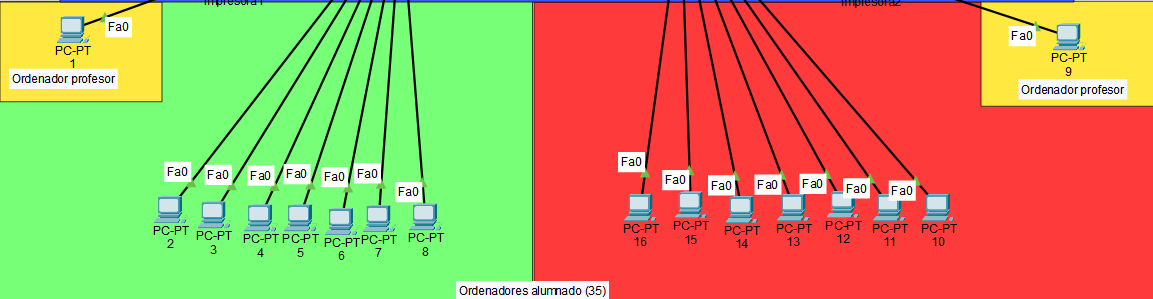 Impresora1
Impresora2
Fa0
PC-PT
1
Ordenador profesor
Fa0
PC-PT
9
Ordenador profesor
Fa0
PC-PT
2
Fa0
PC-PT
3
Fa0
PC-PT
4
Fa0
PC-PT
5
Fa0
PC-PT
6
Fa0
PC-PT
7
Fa0
PC-PT
8
Fa0
PC-PT
16
Fa0
PC-PT
15
Fa0
PC-PT
14
Fa0
PC-PT
13
Fa0
PC-PT
12
Fa0
PC-PT
11
Fa0
PC-PT
10
Ordenadores alumnado (35)